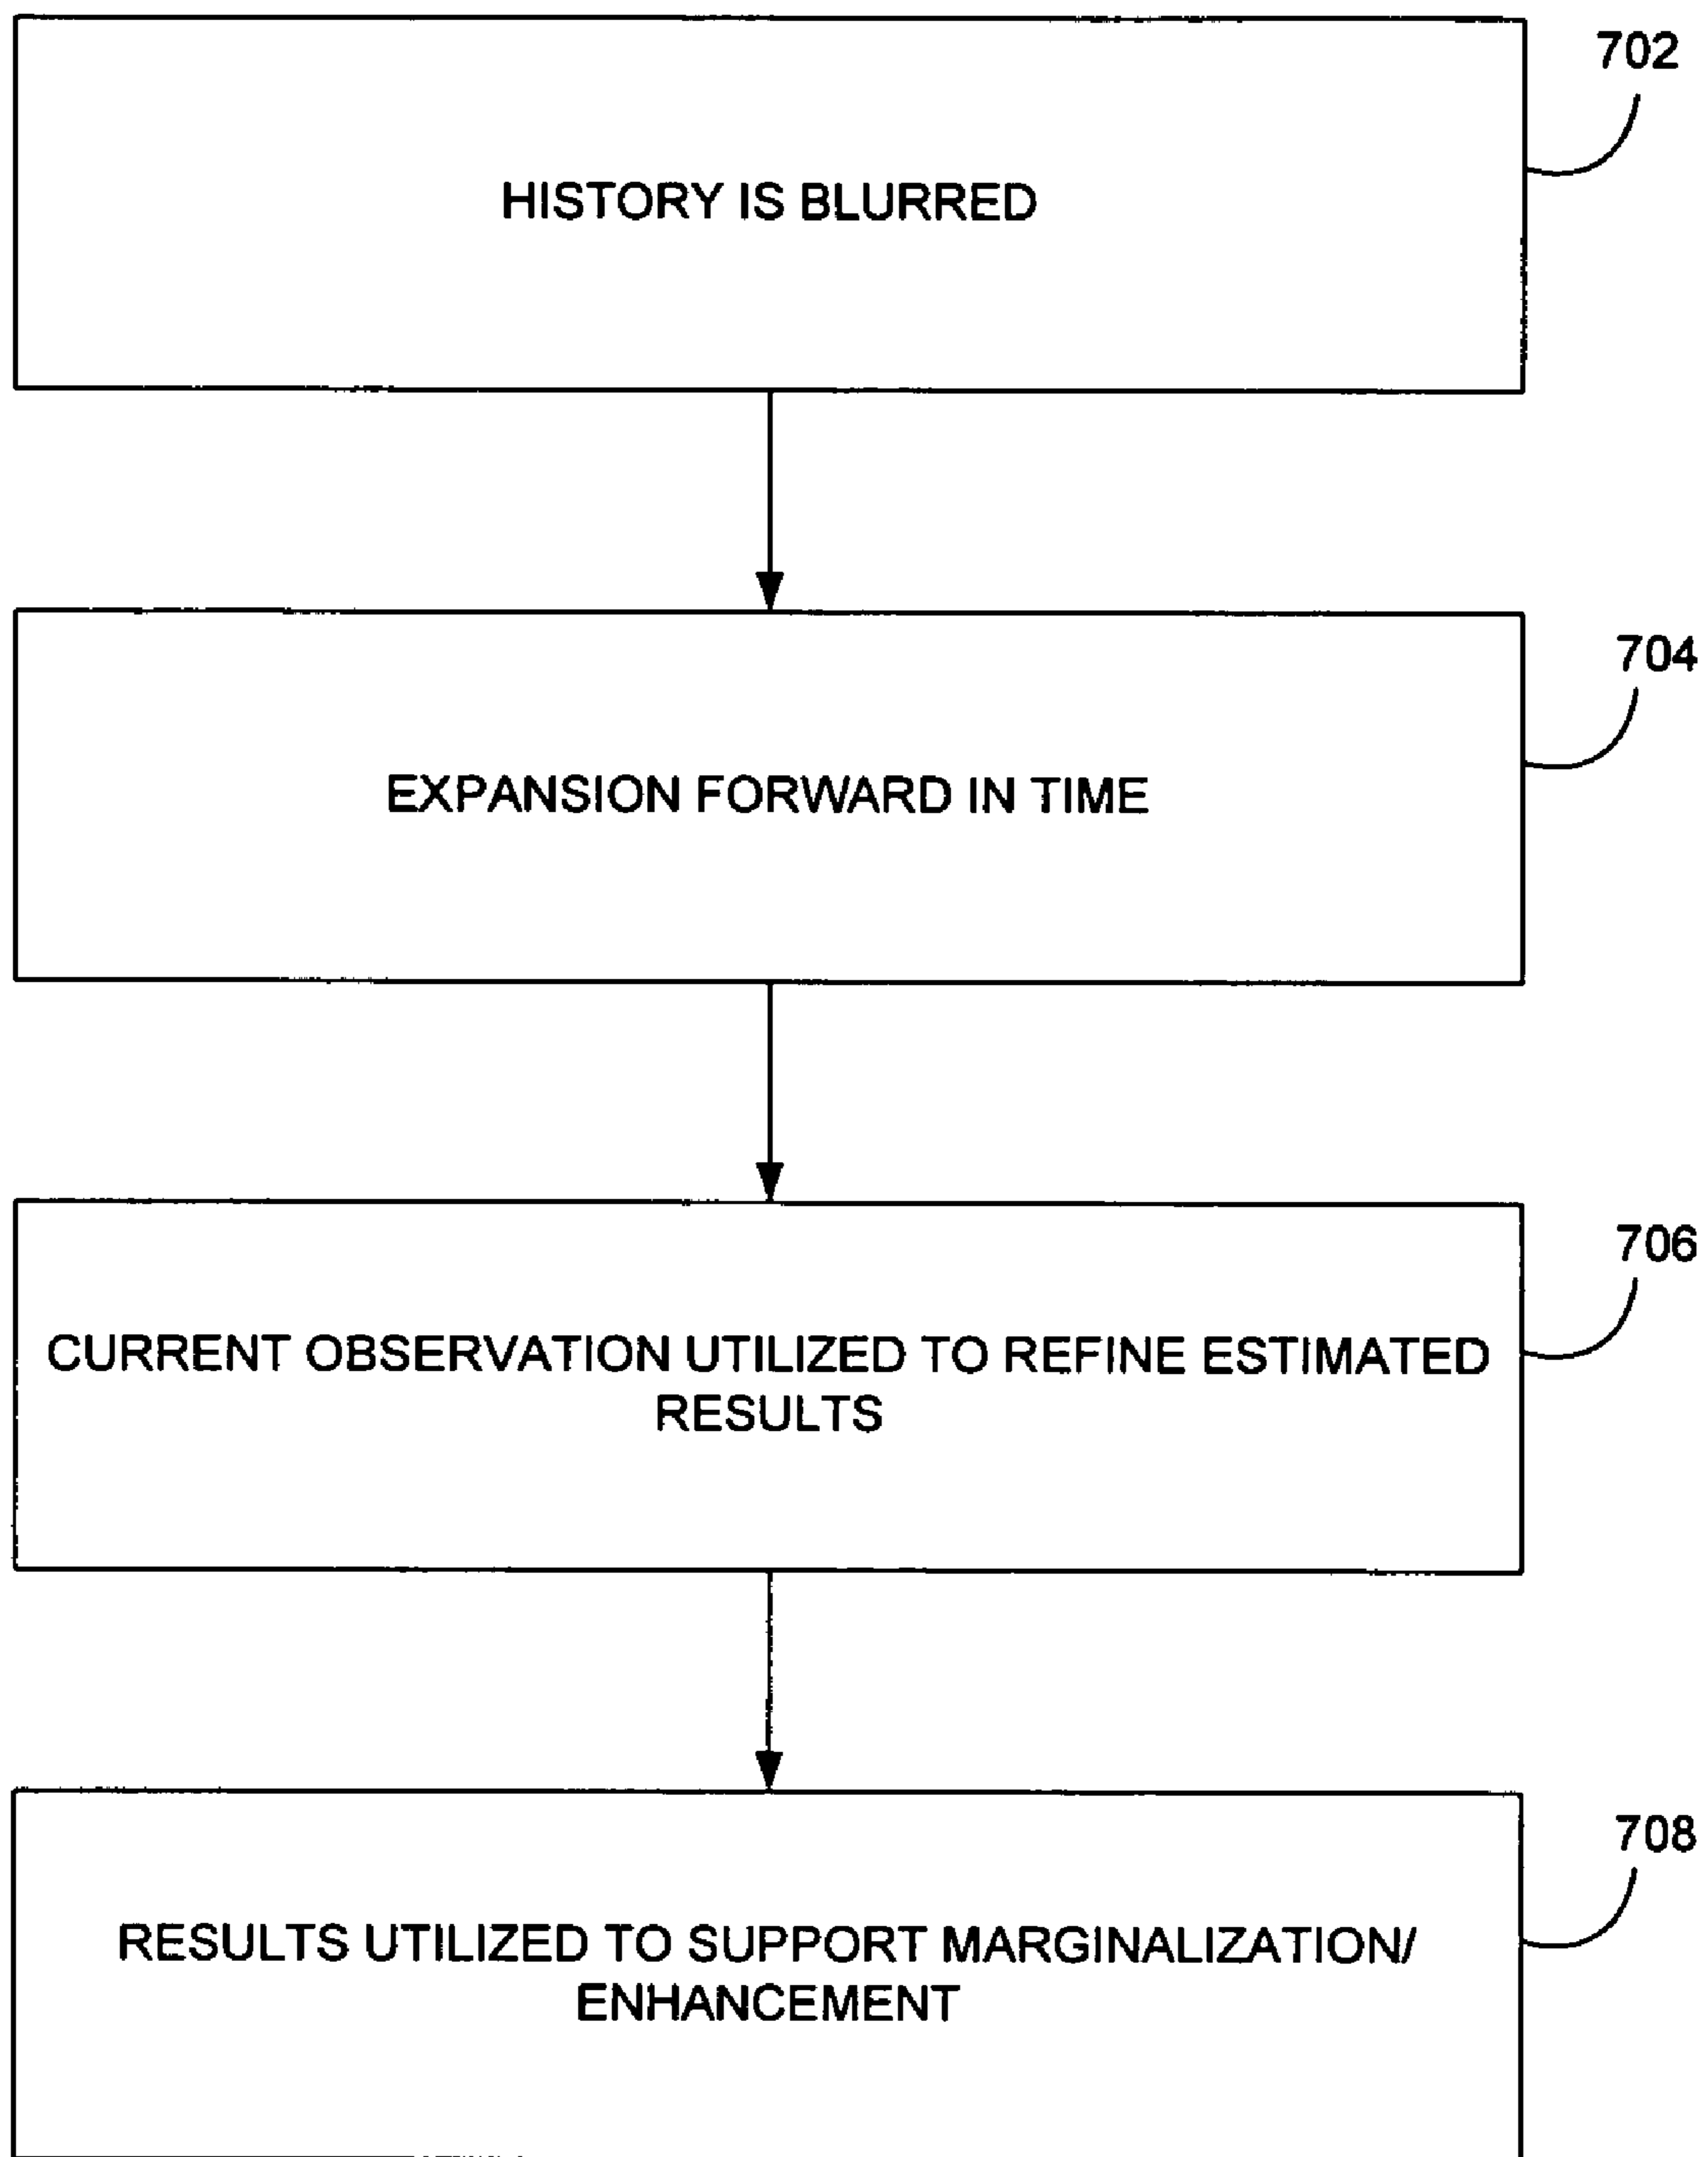 702
HISTORY IS BLURRED
704
EXPANSION FORWARD IN TIME
706
CURRENT OBSERVATION UTILIZED TO REFINE ESTIMATED
RESULTS
708
RESULTS UTILIZED TO SUPPORT MARGINALIZATION/
ENHANCEMENT